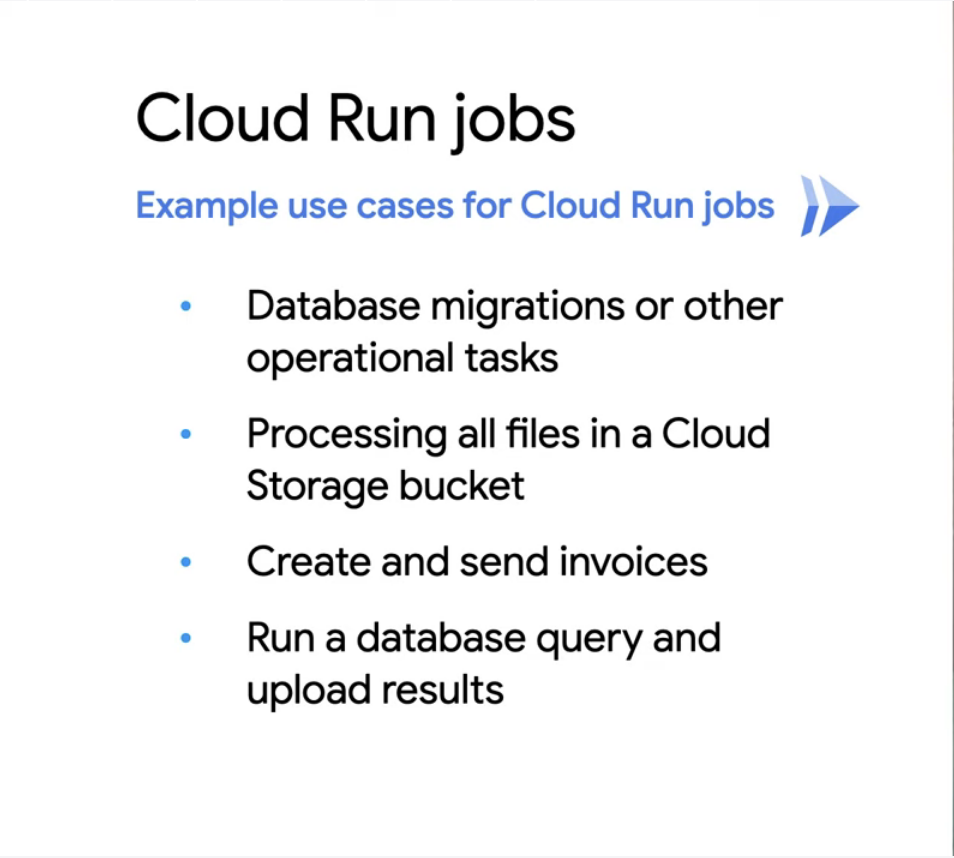 Cloud Run jobs
Example use cases for Cloud Run jobs
• Database migrations or other
operational tasks
• Processing all files in a Cloud
Storage bucket
• Create and send invoices
• Run a database query and
upload results